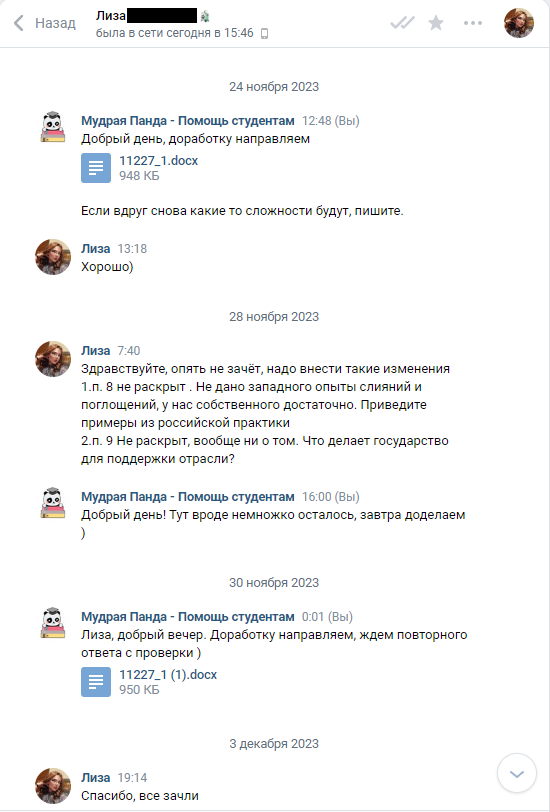 Назад
Лиза
была в сети сегодня в 15:46
24 ноября 2023
Мудрая Панда - Помощь студентам 12:48 (Вы)
Добрый день, доработку направляем
11227_1.docx
948 КБ
Если вдруг снова какие то сложности будут, пишите.
Лиза 13:18
Хорошо)
28 ноября 2023
Лиза 7:40
Здравствуйте, опять не зачёт, надо внести такие изменения
1.п. 8 не раскрыт . Не дано западного опыты слияний и
поглощений, у нас собственного достаточно. Приведите
примеры из российской практики
2.п. 9 Не раскрыт, вообще ни о том. Что делает государство
для поддержки отрасли?
Мудрая Панда - Помощь студентам 16:00 (Вы)
Добрый день! Тут вроде немножко осталось, завтра доделаем
)
30 ноября 2023
Мудрая Панда - Помощь студентам 0:01 (Вы)
Лиза, добрый вечер. Доработку направляем, ждем повторного
ответа с проверки )
11227_1 (1).docx
950 КБ
3 декабря 2023
Лиза 19:14
Спасибо, все зачли